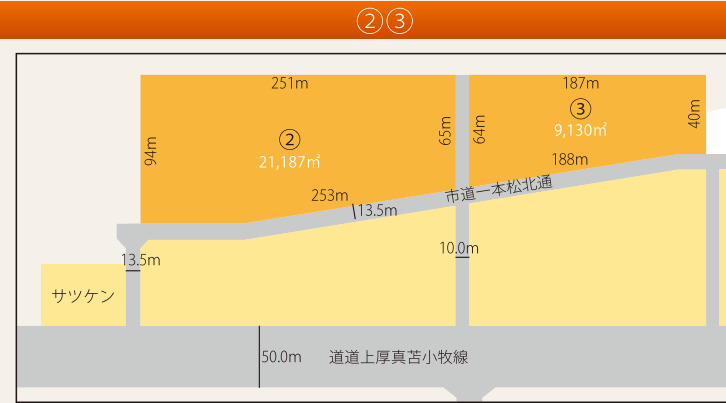 ②③
251m
187m
94m
②
21,187㎡
65m
64m
③
9,130㎡
40m
188m
253m
13.5m
市道一本松北通
13.5m
10.0m
サツケン
50.0m
道道上厚真苫小牧線